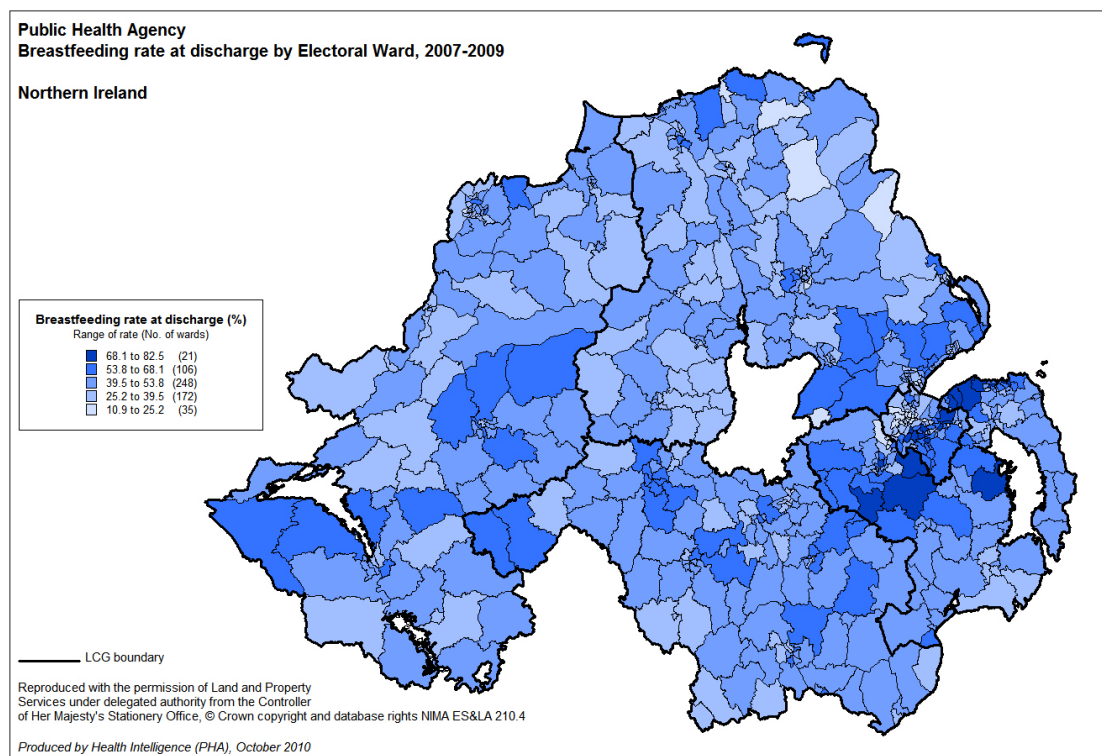 Public Health Agency
Breastfeeding rate at discharge by Electoral Ward, 2007-2009
Northern Ireland
Breastfeeding rate at discharge (%)
Range of rate (No. of wards)
68.1 to 82.5 (21)
53.8 to 68.1 (106)
39.5 to 53.8 (248)
25.2 to 39.5 (172)
10.9 to 25.2 (35)
LCG boundary
Reproduced with the permission of Land and Property
Services under delegated authority from the Controller
of Her Majesty's Stationery Office, © Crown copyright and database rights NIMA ES&LA 210.4
Produced by Health Intelligence (PHA), October 2010